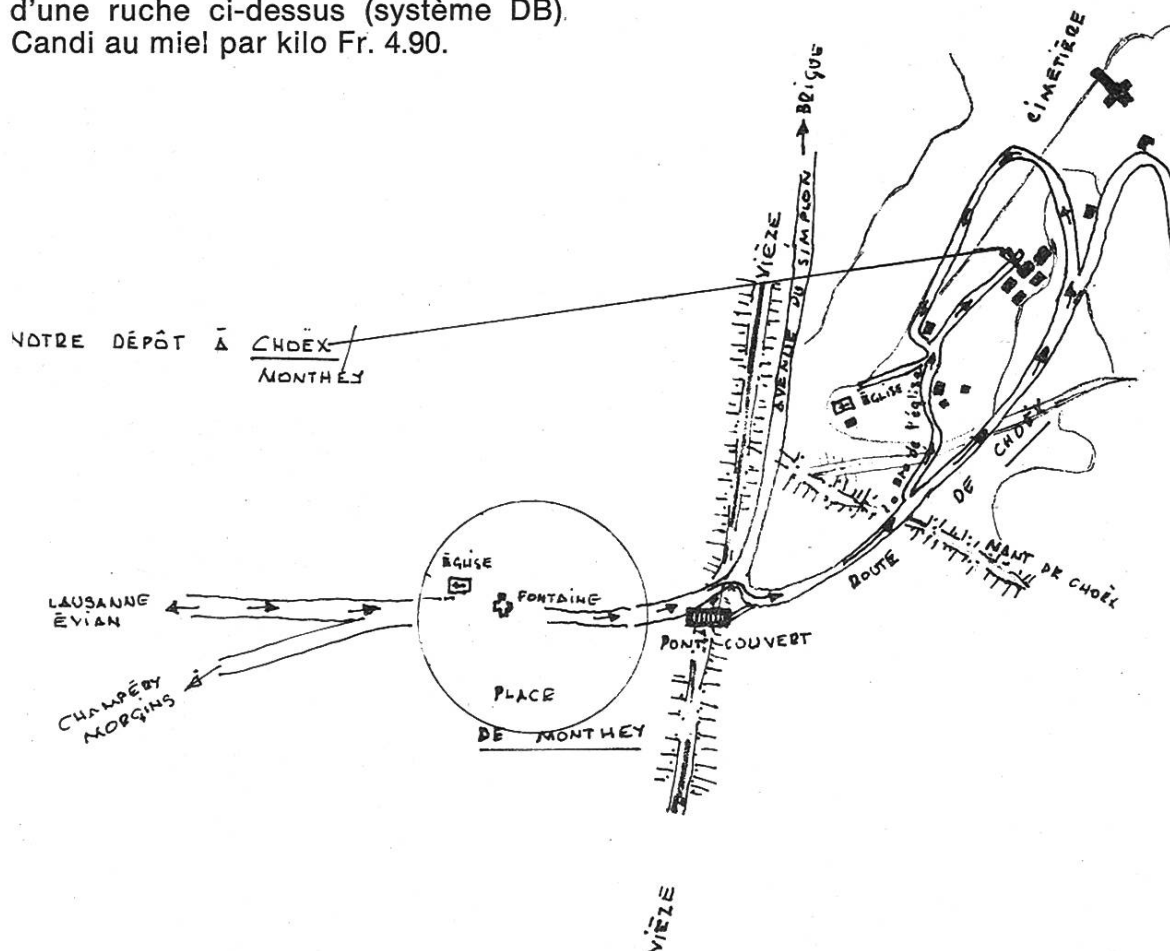 d'une ruche ci-dessus (système DB).
Candi au miel par kilo Fr. 4.90.
CIMETIÈRE
BRIGUE
AVENUE DU SIMPLON
VIÈZE
NOTRE DÉPÔT À CHOËX
MONTHEY
ÉGLISE
de l'église
ROUTE DE CHOËX
NANT DE CHOËX
ÉGLISE
FONTAINE
LAUSANNE
ÉVIAN
PONT COUVERT
CHAMPÉRY
MORGINS
PLACE
DE MONTHEY
VIÈZE